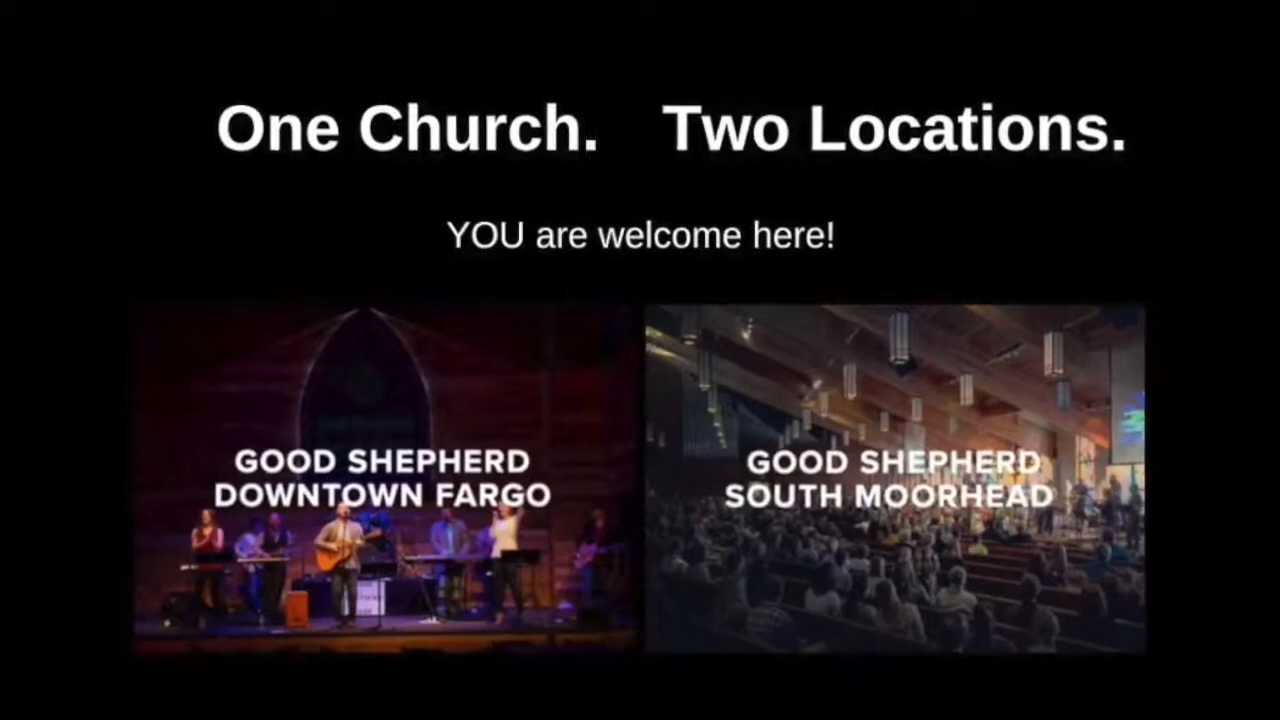 One Church. Two Locations.
YOU are welcome here!
GOOD SHEPHERD
DOWNTOWN FARGO
GOOD SHEPHERD
SOUTH MOORHEAD